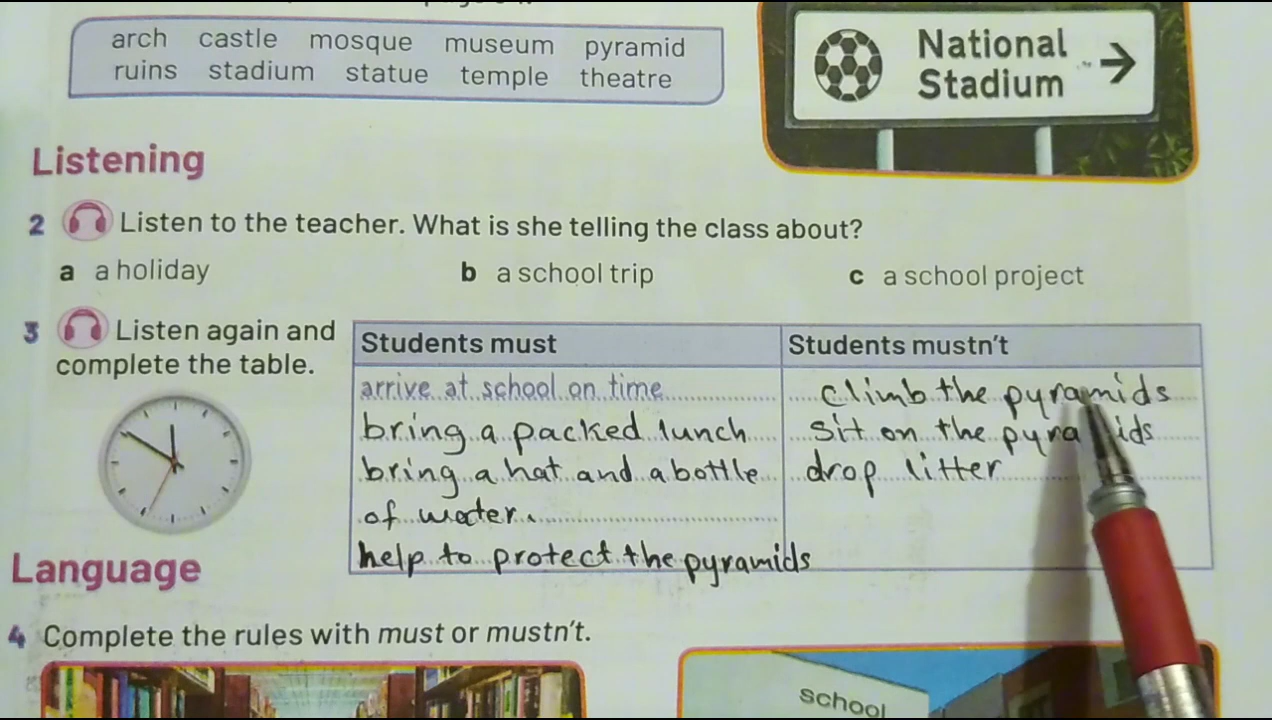 arch castle mosque museum pyramid
ruins stadium statue temple theatre
National
Stadium
Listening
2 Listen to the teacher. What is she telling the class about?
a a holiday b a school trip c a school project
3 Listen again and
complete the table.
Students must
arrive at school on time
bring a packed lunch
bring a hat and a bottle
of water.
help to protect the pyramids
Students mustn't
climb the pyramids
sit on the pyramids
drop litter
Language
4 Complete the rules with must or mustn't.
school